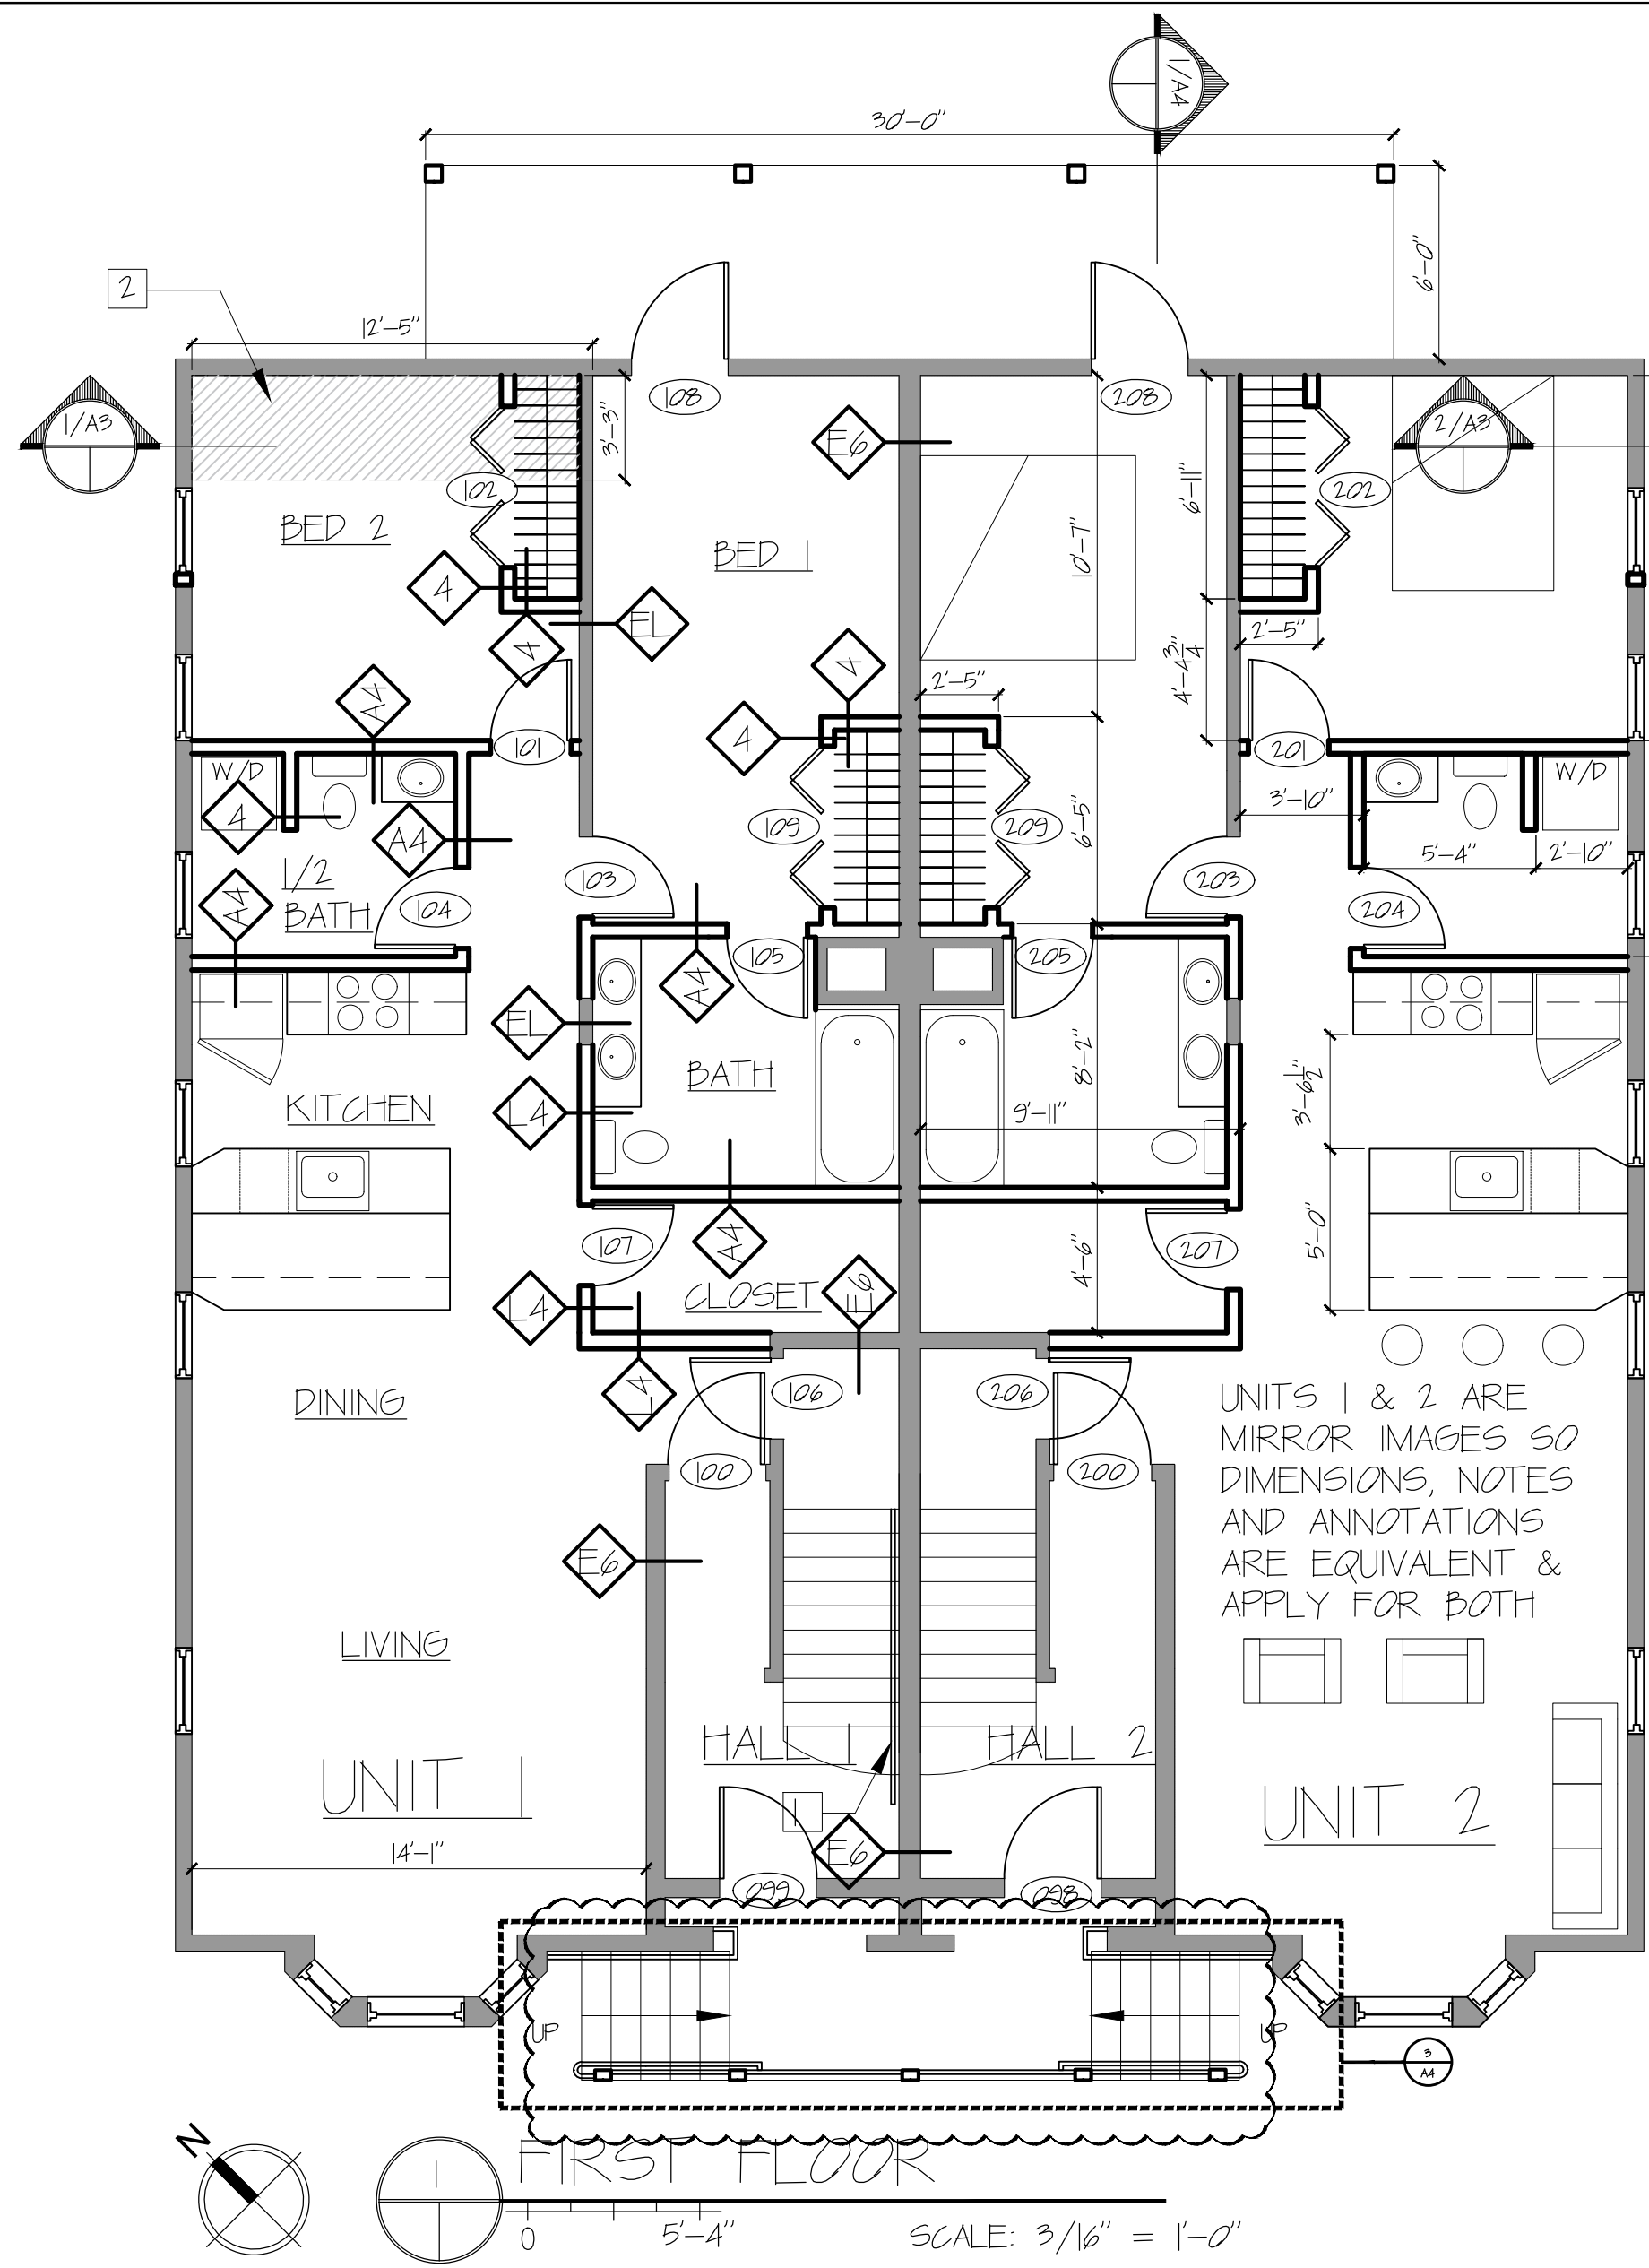 1/A4
30'-0"
6'-0"
2
12'-5"
3'-3"
108
208
1/A3
2/A3
E6
102
202
6'-11"
BED 2
BED 1
10'-7"
4
EL
4
4
2'-5"
4'-4 3/4"
A4
2'-5"
4
101
201
W/D
W/D
4
A4
109
209
3'-10"
6'-5"
5'-4"
2'-10"
1/2
BATH
A4
103
203
104
204
105
205
A4
EL
BATH
8'-2"
KITCHEN
L4
9'-11"
3'-6 1/2"
A4
107
207
5'-0"
4'-6"
CLOSET
E6
L4
L4
106
206
DINING
UNITS 1 & 2 ARE
MIRROR IMAGES SO
DIMENSIONS, NOTES
AND ANNOTATIONS
ARE EQUIVALENT &
APPLY FOR BOTH
100
200
E6
LIVING
HALL 1
HALL 2
1
UNIT 1
UNIT 2
14'-1"
E6
099
098
UP
UP
3
A4
N
1
FIRST FLOOR
0
5'-4"
SCALE: 3/16" = 1'-0"